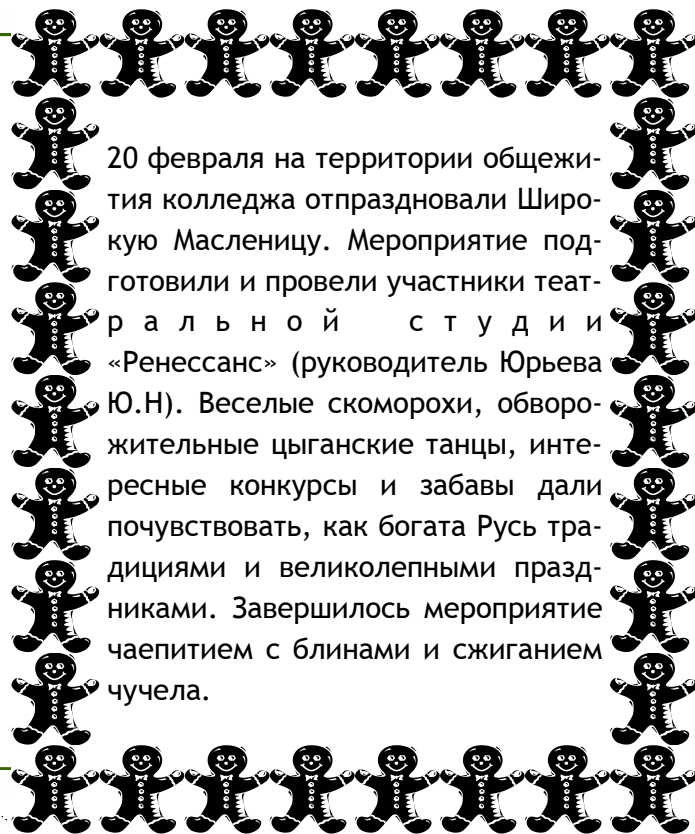 20 февраля на территории общежи-
тия колледжа отпраздновали Широ-
кую Масленицу. Мероприятие под-
готовили и провели участники теат-
ральной студии
«Ренессанс» (руководитель Юрьева
Ю.Н). Веселые скоморохи, обворо-
жительные цыганские танцы, инте-
ресные конкурсы и забавы дали
почувствовать, как богата Русь тра-
дициями и великолепными празд-
никами. Завершилось мероприятие
чаепитием с блинами и сжиганием
чучела.